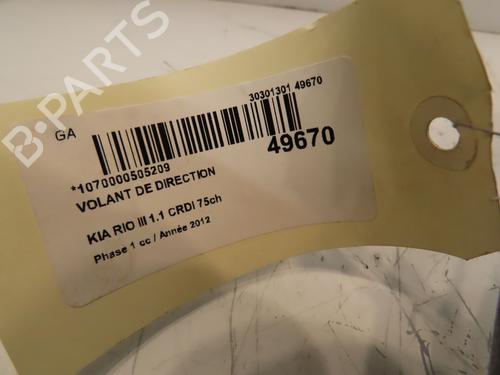 B-PARTS
GA
30301301 49670
*1070000505209
49670
VOLANT DE DIRECTION
KIA RIO III 1.1 CRDI 75ch
Phase 1 cc / Année 2012